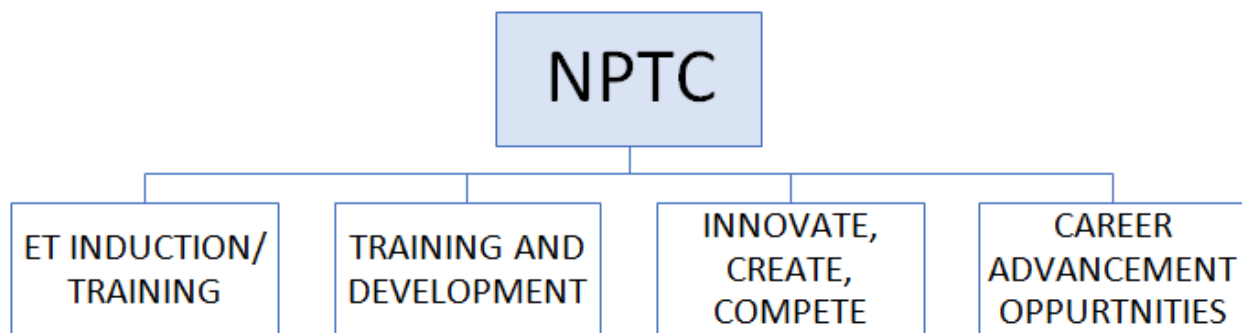 NPTC
ET INDUCTION/
TRAINING
TRAINING AND
DEVELOPMENT
INNOVATE,
CREATE,
COMPETE
CAREER
ADVANCEMENT
OPPURTNITIES